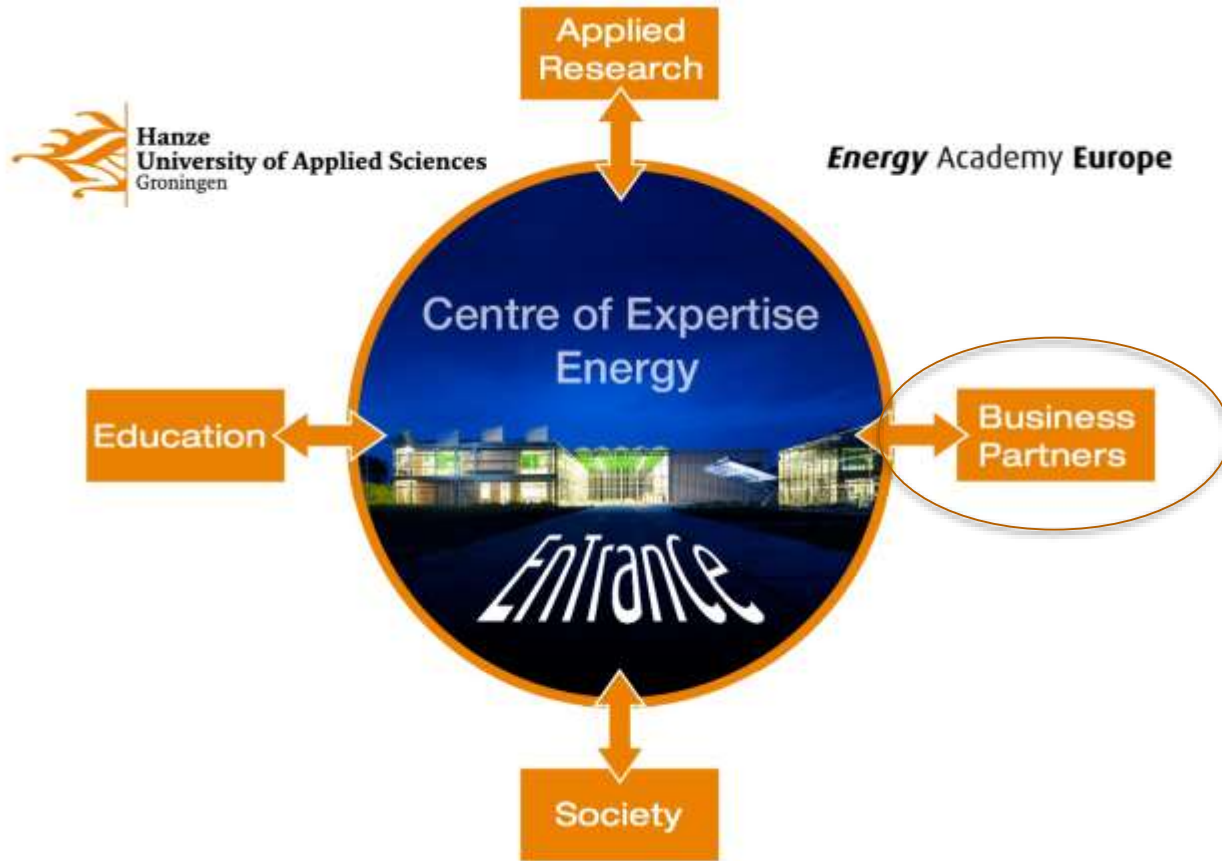 Applied
Research
Hanze
University of Applied Sciences
Groningen
Energy Academy Europe
Centre of Expertise
Energy
Education
Business
Partners
EnTranCe
Society